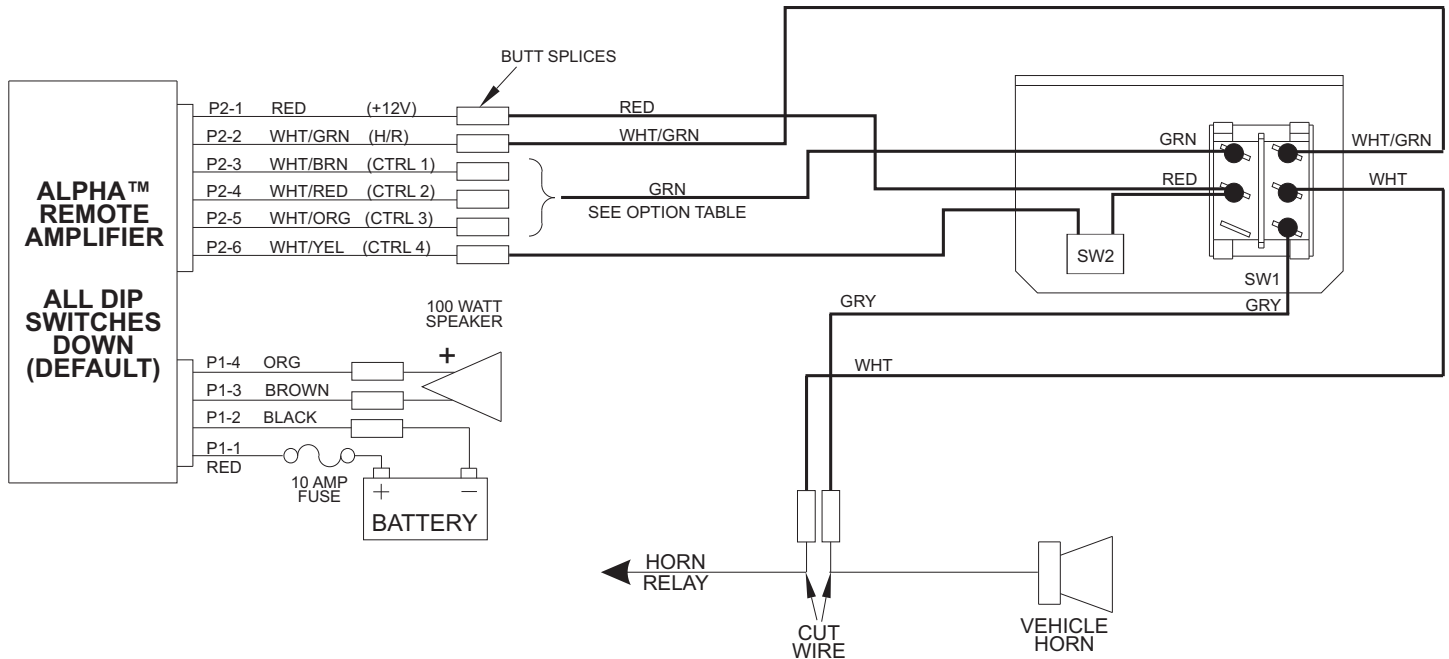 BUTT SPLICES
P2-1 RED (+12V)
RED
P2-2 WHT/GRN (H/R)
WHT/GRN
P2-3 WHT/BRN (CTRL 1)
P2-4 WHT/RED (CTRL 2)
P2-5 WHT/ORG (CTRL 3)
P2-6 WHT/YEL (CTRL 4)
GRN
SEE OPTION TABLE
ALPHA™
REMOTE
AMPLIFIER
ALL DIP
SWITCHES
DOWN
(DEFAULT)
GRN
WHT/GRN
RED
WHT
SW2
SW1
GRY
GRY
WHT
100 WATT
SPEAKER
+
P1-4 ORG
P1-3 BROWN
P1-2 BLACK
P1-1
RED
10 AMP
FUSE
+ −
BATTERY
HORN
RELAY
CUT
WIRE
VEHICLE
HORN